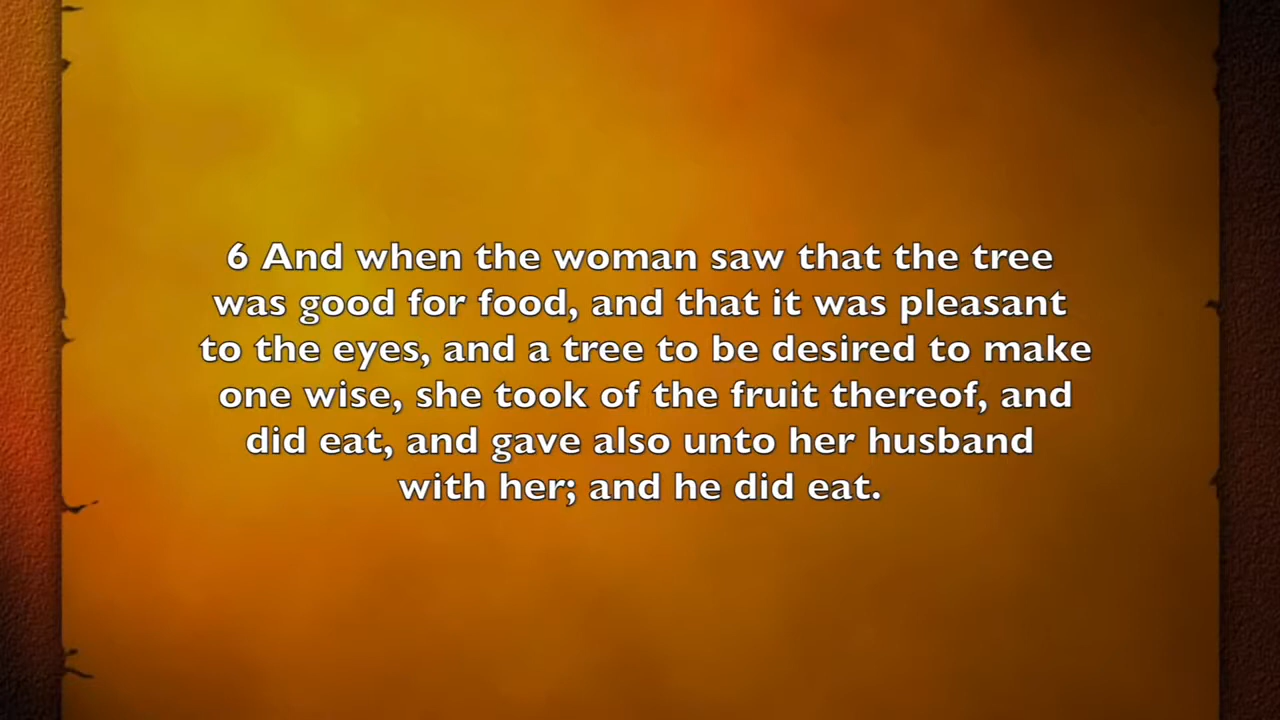 6 And when the woman saw that the tree
was good for food, and that it was pleasant
to the eyes, and a tree to be desired to make
one wise, she took of the fruit thereof, and
did eat, and gave also unto her husband
with her; and he did eat.